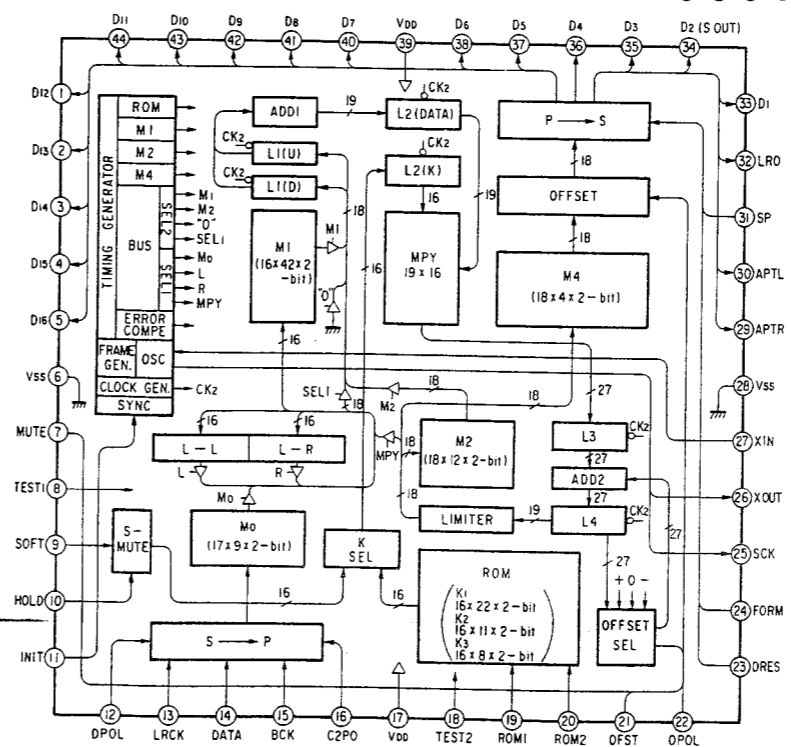 D11 D10 D9 D8 D7 VDD D6 D5 D4 D3 D2 (S OUT)
44 43 42 41 40 39 38 37 36 35 34
D12 1
D13 2
D14 3
D15 4
D16 5
VSS 6
MUTE 7
TEST1 8
SOFT 9
HOLD 10
INIT 11
TIMING GENERATOR
ROM
M1
M2
M4
BUS
SEL2
SEL1
M1
M2
"O"
SEL1
M0
L
R
MPY
ERROR
COMPE
FRAME
GEN.
OSC
CLOCK GEN.
CK2
SYNC
ADD1
19
CK2
L1(U)
CK2
L1(D)
18
M1
(16×42×2
-bit)
M1
"O"
16
CK2
L2(DATA)
CK2
L2(K)
16
19
16
MPY
19×16
P → S
18
OFFSET
18
M4
(18×4×2-bit)
33 D1
32 LRO
31 SP
30 APTL
29 APTR
28 VSS
27 XIN
26 XOUT
25 SCK
24 FORM
23 DRES
SEL1
18
M2
18
18
27
16
16
L-L
L-R
L
R
M0
MPY
18
18
M2
(18×12×2-bit)
L3
CK2
27
ADD2
27
L4
CK2
27
19
LIMITER
S-
MUTE
M0
(17×9×2-bit)
K
SEL
16
16
ROM
K1
16×22×2-bit
K2
16×11×2-bit
K3
16×8×2-bit
27
+ O -
OFFSET
SEL
S → P
12 13 14 15 16 17 18 19 20 21 22
DPOL LRCK DATA BCK C2PO VDD TEST2 ROM1 ROM2 OFST OPOL